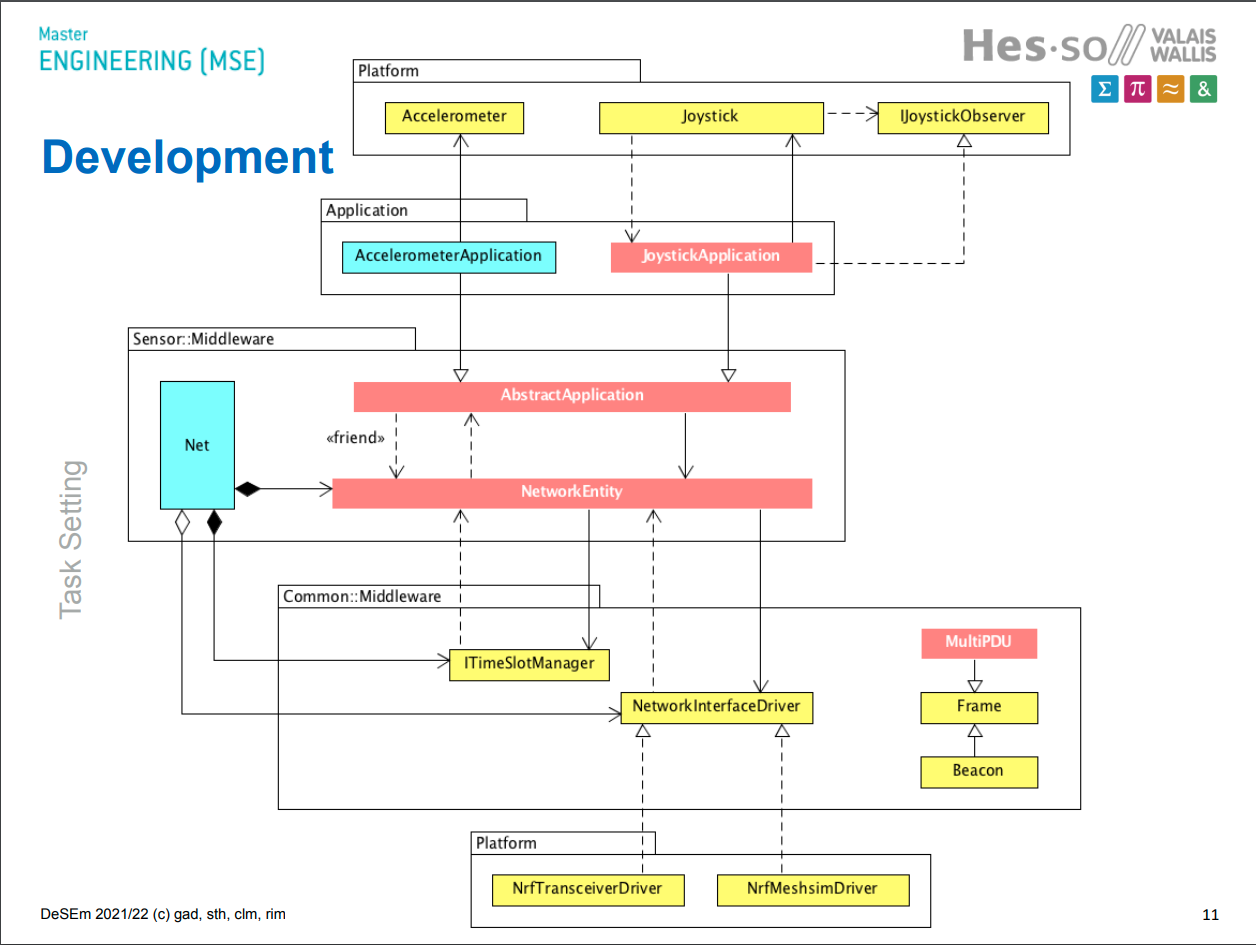 Master
ENGINEERING (MSE)
Hes·so VALAIS
WALLIS
Σ π ≈ &
Development
Platform
Accelerometer
Joystick
IJoystickObserver
Application
AccelerometerApplication
JoystickApplication
Sensor::Middleware
Net
AbstractApplication
«friend»
NetworkEntity
Task Setting
Common::Middleware
ITimeSlotManager
NetworkInterfaceDriver
MultiPDU
Frame
Beacon
Platform
NrfTransceiverDriver
NrfMeshsimDriver
DeSEm 2021/22 (c) gad, sth, clm, rim
11